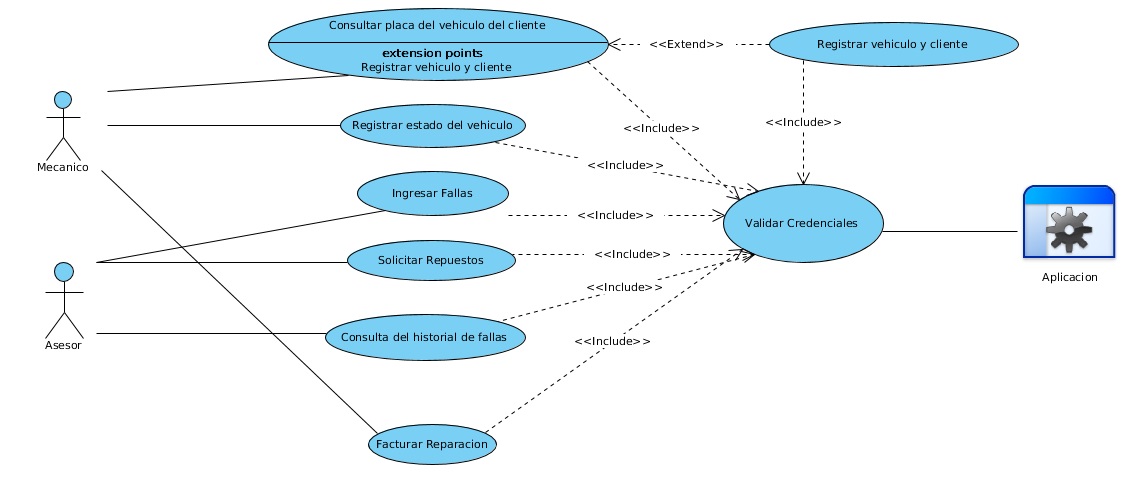 Consultar placa del vehiculo del cliente
extension points
Registrar vehiculo y cliente
<<Extend>>
Registrar vehiculo y cliente
Mecanico
Registrar estado del vehiculo
<<Include>>
<<Include>>
<<Include>>
Ingresar Fallas
<<Include>>
Validar Credenciales
Solicitar Repuestos
<<Include>>
Aplicacion
<<Include>>
Asesor
Consulta del historial de fallas
<<Include>>
Facturar Reparacion